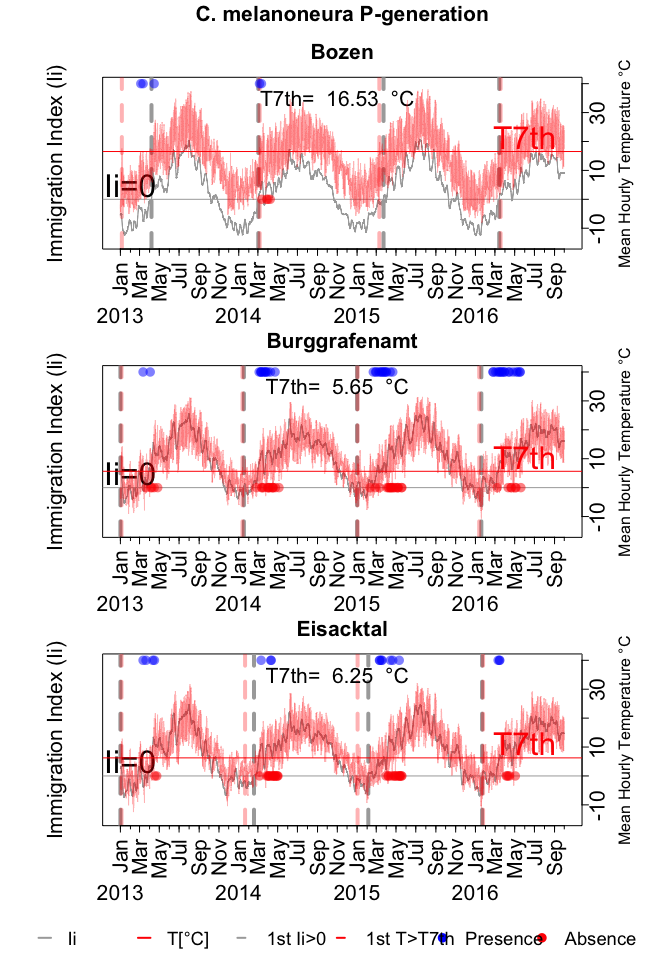 C. melanoneura P-generation
Bozen
Immigration Index (Ii)
T7th= 16.53 °C
T7th
Ii=0
30
10
-10
Mean Hourly Temperature °C
Jan Mar May Jul Sep Nov Jan Mar May Jul Sep Nov Jan Mar May Jul Sep Nov Jan Mar May Jul Sep
2013 2014 2015 2016
Burggrafenamt
Immigration Index (Ii)
T7th= 5.65 °C
T7th
Ii=0
30
10
-10
Mean Hourly Temperature °C
Jan Mar May Jul Sep Nov Jan Mar May Jul Sep Nov Jan Mar May Jul Sep Nov Jan Mar May Jul Sep
2013 2014 2015 2016
Eisacktal
Immigration Index (Ii)
T7th= 6.25 °C
T7th
Ii=0
30
10
-10
Mean Hourly Temperature °C
Jan Mar May Jul Sep Nov Jan Mar May Jul Sep Nov Jan Mar May Jul Sep Nov Jan Mar May Jul Sep
2013 2014 2015 2016
Ii T[°C] 1st Ii>0 1st T>T7th Presence Absence